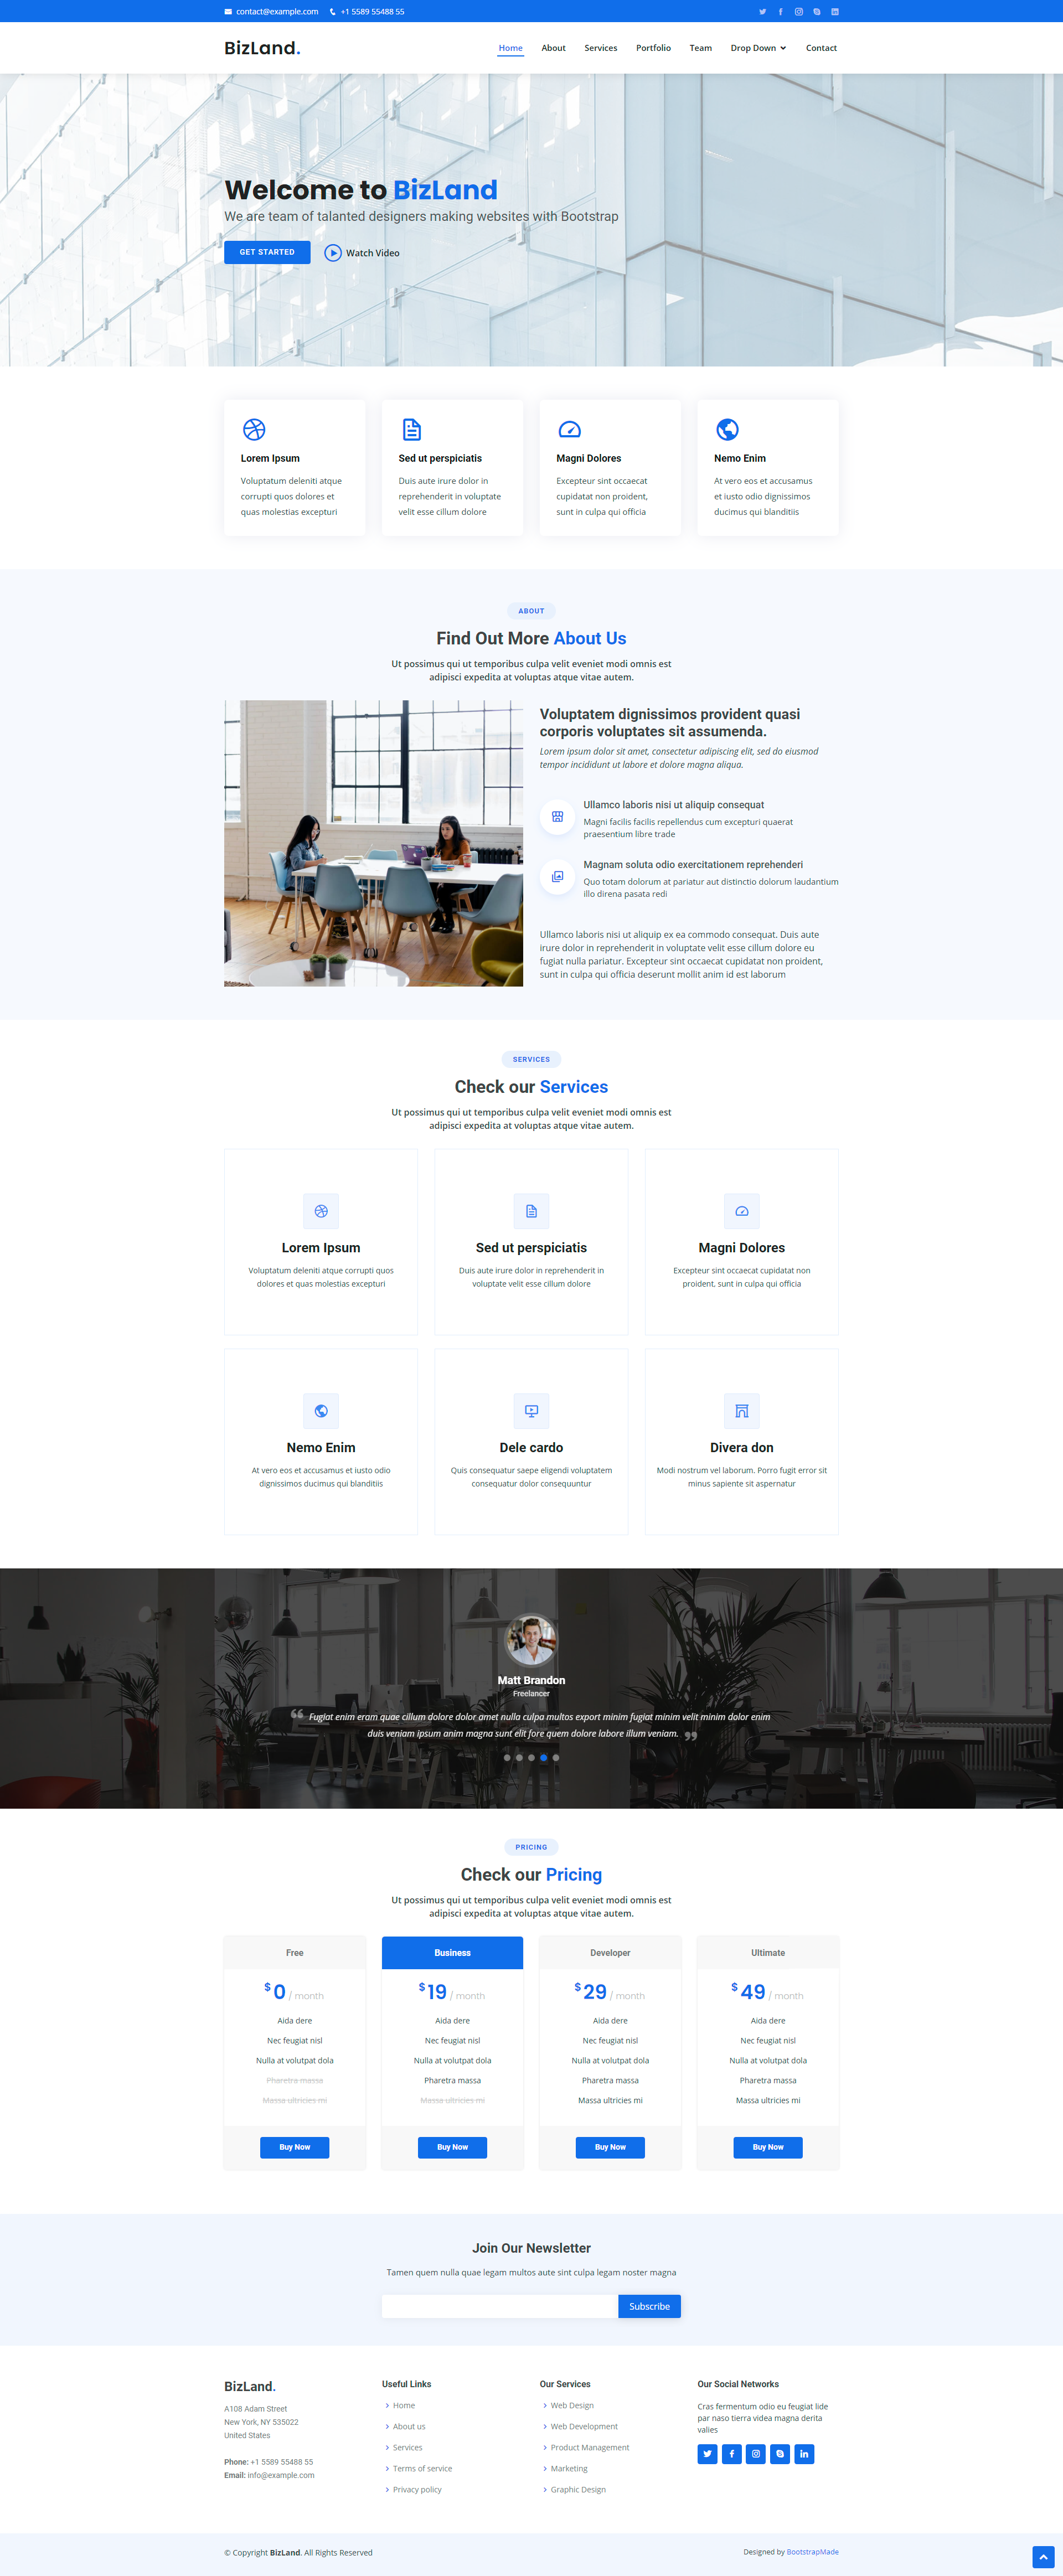 contact@example.com +1 5589 55488 55
BizLand.
Home About Services Portfolio Team Drop Down Contact
Welcome to BizLand
We are team of talanted designers making websites with Bootstrap
GET STARTED Watch Video
Lorem Ipsum
Voluptatum deleniti atque
corrupti quos dolores et
quas molestias excepturi
Sed ut perspiciatis
Duis aute irure dolor in
reprehenderit in voluptate
velit esse cillum dolore
Magni Dolores
Excepteur sint occaecat
cupidatat non proident,
sunt in culpa qui officia
Nemo Enim
At vero eos et accusamus
et iusto odio dignissimos
ducimus qui blanditiis
ABOUT
Find Out More About Us
Ut possimus qui ut temporibus culpa velit eveniet modi omnis est
adipisci expedita at voluptas atque vitae autem.
Voluptatem dignissimos provident quasi
corporis voluptates sit assumenda.
Lorem ipsum dolor sit amet, consectetur adipiscing elit, sed do eiusmod
tempor incididunt ut labore et dolore magna aliqua.
Ullamco laboris nisi ut aliquip consequat
Magni facilis facilis repellendus cum excepturi quaerat
praesentium libre trade
Magnam soluta odio exercitationem reprehenderi
Quo totam dolorum at pariatur aut distinctio dolorum laudantium
illo direna pasata redi
Ullamco laboris nisi ut aliquip ex ea commodo consequat. Duis aute
irure dolor in reprehenderit in voluptate velit esse cillum dolore eu
fugiat nulla pariatur. Excepteur sint occaecat cupidatat non proident,
sunt in culpa qui officia deserunt mollit anim id est laborum
SERVICES
Check our Services
Ut possimus qui ut temporibus culpa velit eveniet modi omnis est
adipisci expedita at voluptas atque vitae autem.
Lorem Ipsum
Voluptatum deleniti atque corrupti quos
dolores et quas molestias excepturi
Sed ut perspiciatis
Duis aute irure dolor in reprehenderit in
voluptate velit esse cillum dolore
Magni Dolores
Excepteur sint occaecat cupidatat non
proident, sunt in culpa qui officia
Nemo Enim
At vero eos et accusamus et iusto odio
dignissimos ducimus qui blanditiis
Dele cardo
Quis consequatur saepe eligendi voluptatem
consequatur dolor consequuntur
Divera don
Modi nostrum vel laborum. Porro fugit error sit
minus sapiente sit aspernatur
Matt Brandon
Freelancer
Fugiat enim eram quae cillum dolore dolor amet nulla culpa multos export minim fugiat minim velit minim dolor enim
duis veniam ipsum anim magna sunt elit fore quem dolore labore illum veniam.
PRICING
Check our Pricing
Ut possimus qui ut temporibus culpa velit eveniet modi omnis est
adipisci expedita at voluptas atque vitae autem.
Free
$0 / month
Aida dere
Nec feugiat nisl
Nulla at volutpat dola
Pharetra massa
Massa ultricies mi
Buy Now
Business
$19 / month
Aida dere
Nec feugiat nisl
Nulla at volutpat dola
Pharetra massa
Massa ultricies mi
Buy Now
Developer
$29 / month
Aida dere
Nec feugiat nisl
Nulla at volutpat dola
Pharetra massa
Massa ultricies mi
Buy Now
Ultimate
$49 / month
Aida dere
Nec feugiat nisl
Nulla at volutpat dola
Pharetra massa
Massa ultricies mi
Buy Now
Join Our Newsletter
Tamen quem nulla quae legam multos aute sint culpa legam noster magna
Subscribe
BizLand.
A108 Adam Street
New York, NY 535022
United States
Phone: +1 5589 55488 55
Email: info@example.com
Useful Links
Home
About us
Services
Terms of service
Privacy policy
Our Services
Web Design
Web Development
Product Management
Marketing
Graphic Design
Our Social Networks
Cras fermentum odio eu feugiat lide
par naso tierra videa magna derita
valies
© Copyright BizLand. All Rights Reserved
Designed by BootstrapMade